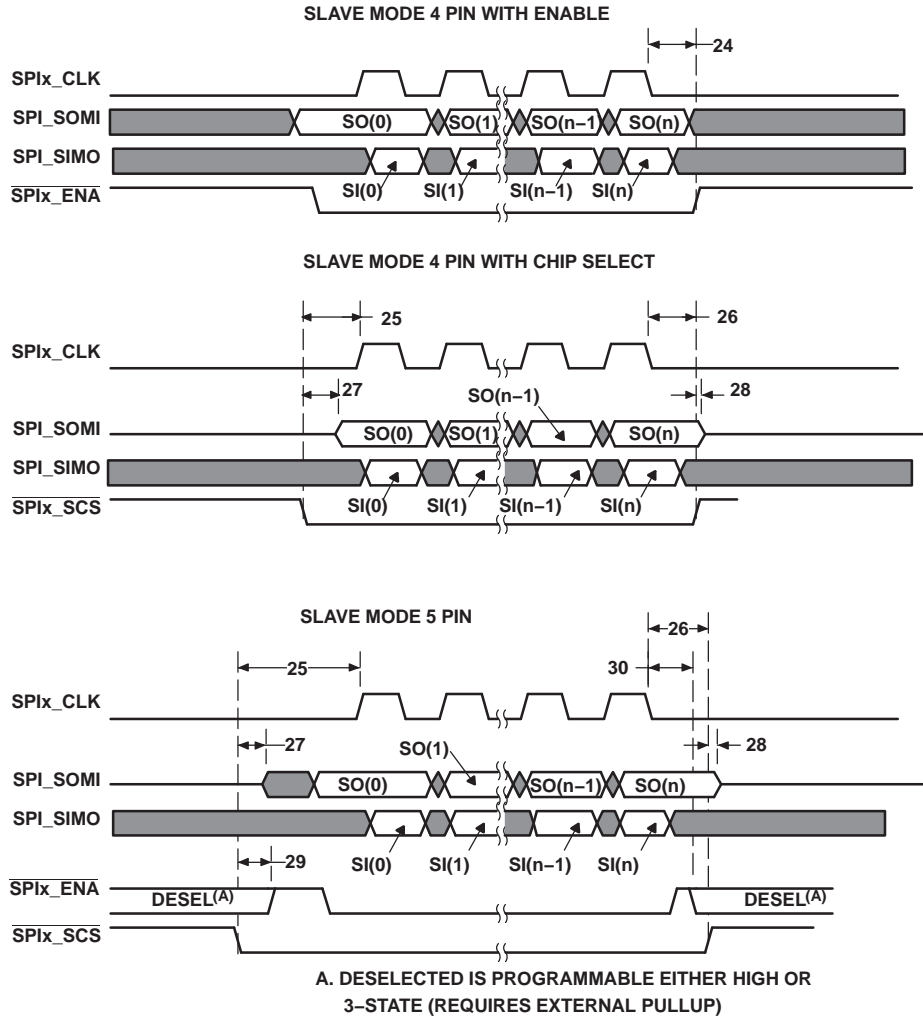 SLAVE MODE 4 PIN WITH ENABLE
24
SPIx_CLK
SPI_SOMI
SO(0) SO(1) SO(n–1) SO(n)
SPI_SIMO
SI(0) SI(1) SI(n–1) SI(n)
SPIx_ENA
SLAVE MODE 4 PIN WITH CHIP SELECT
25 26
SPIx_CLK
27 SO(n–1) 28
SPI_SOMI
SO(0) SO(1) SO(n)
SPI_SIMO
SI(0) SI(1) SI(n–1) SI(n)
SPIx_SCS
SLAVE MODE 5 PIN
26
25 30
SPIx_CLK
27 SO(1) 28
SPI_SOMI
SO(0) SO(n–1) SO(n)
SPI_SIMO
SI(0) SI(1) SI(n–1) SI(n)
29
SPIx_ENA
DESEL(A) DESEL(A)
SPIx_SCS
A. DESELECTED IS PROGRAMMABLE EITHER HIGH OR
3–STATE (REQUIRES EXTERNAL PULLUP)